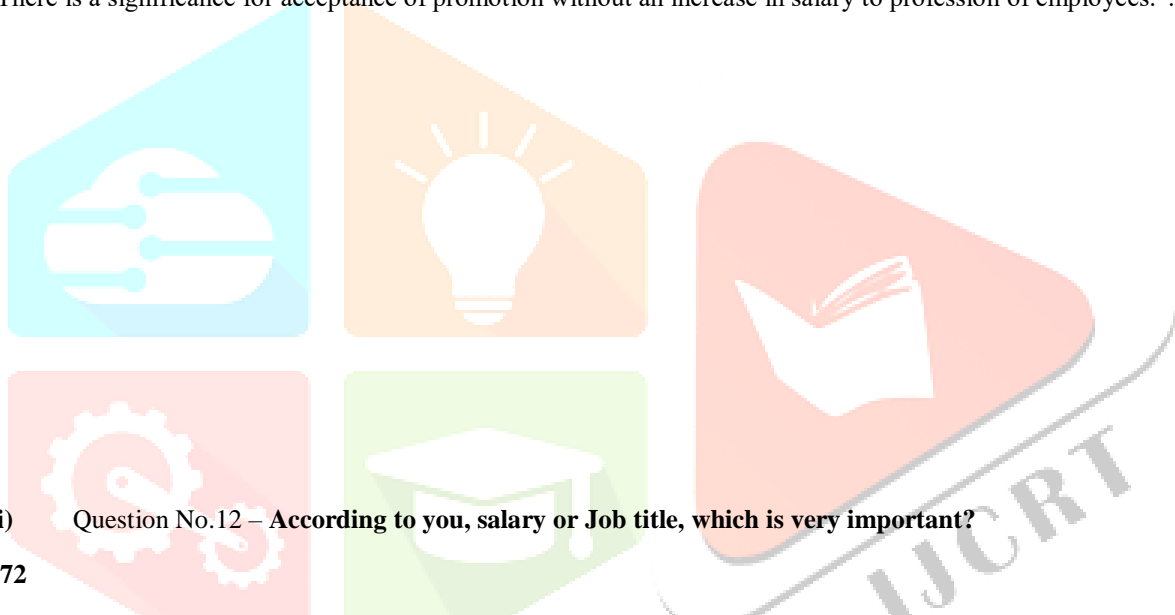 There is a significance for acceptance of promotion without an increase in salary to profession of employees.
i) Question No.12 – According to you, salary or Job title, which is very important?
72
IJCRT